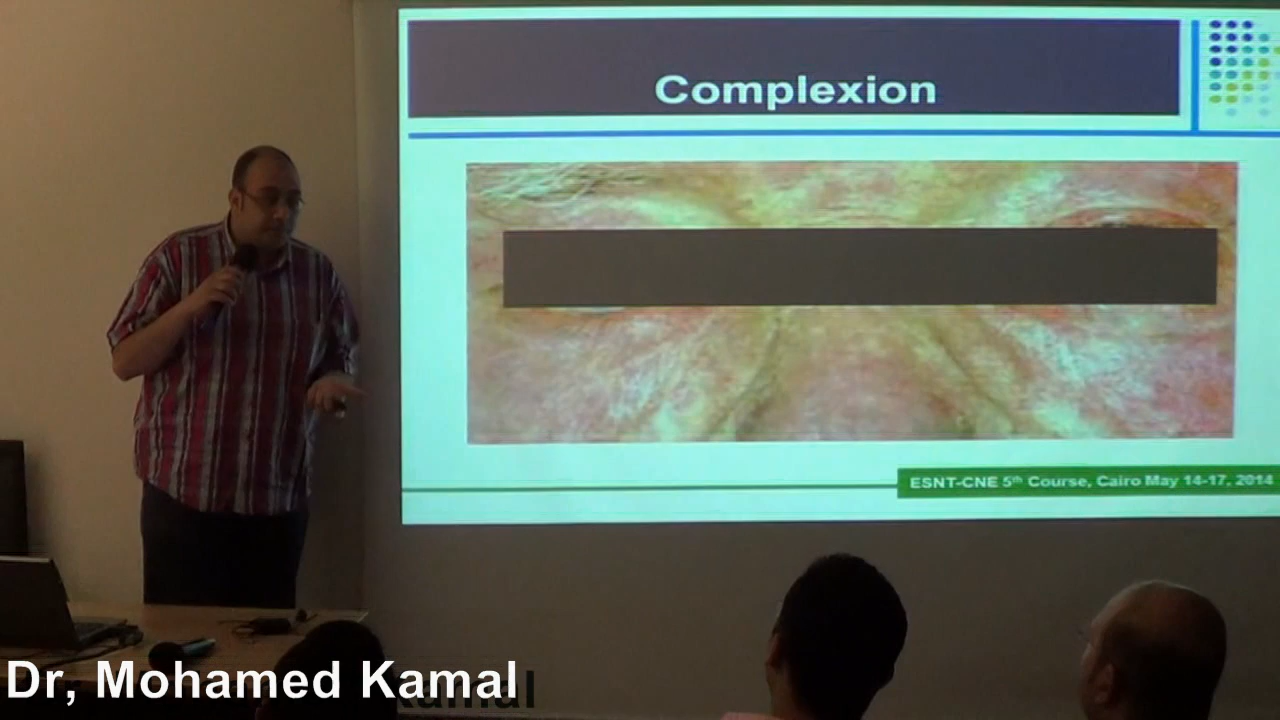 Complexion
ESNT-CNE 5th Course, Cairo May 14-17, 2014
Dr, Mohamed Kamal